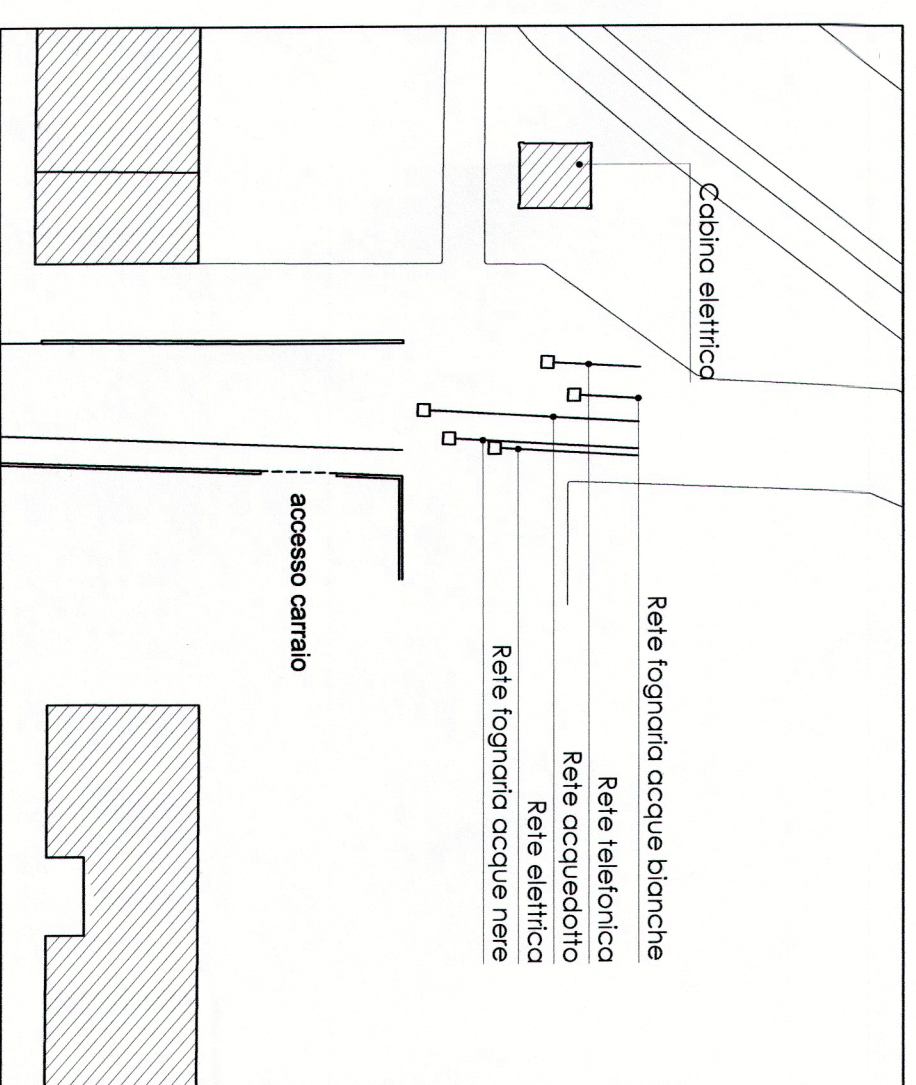 Cabina elettrica
Rete fognaria acque bianche
Rete telefonica
Rete acquedotto
Rete elettrica
Rete fognaria acque nere
accesso carraio